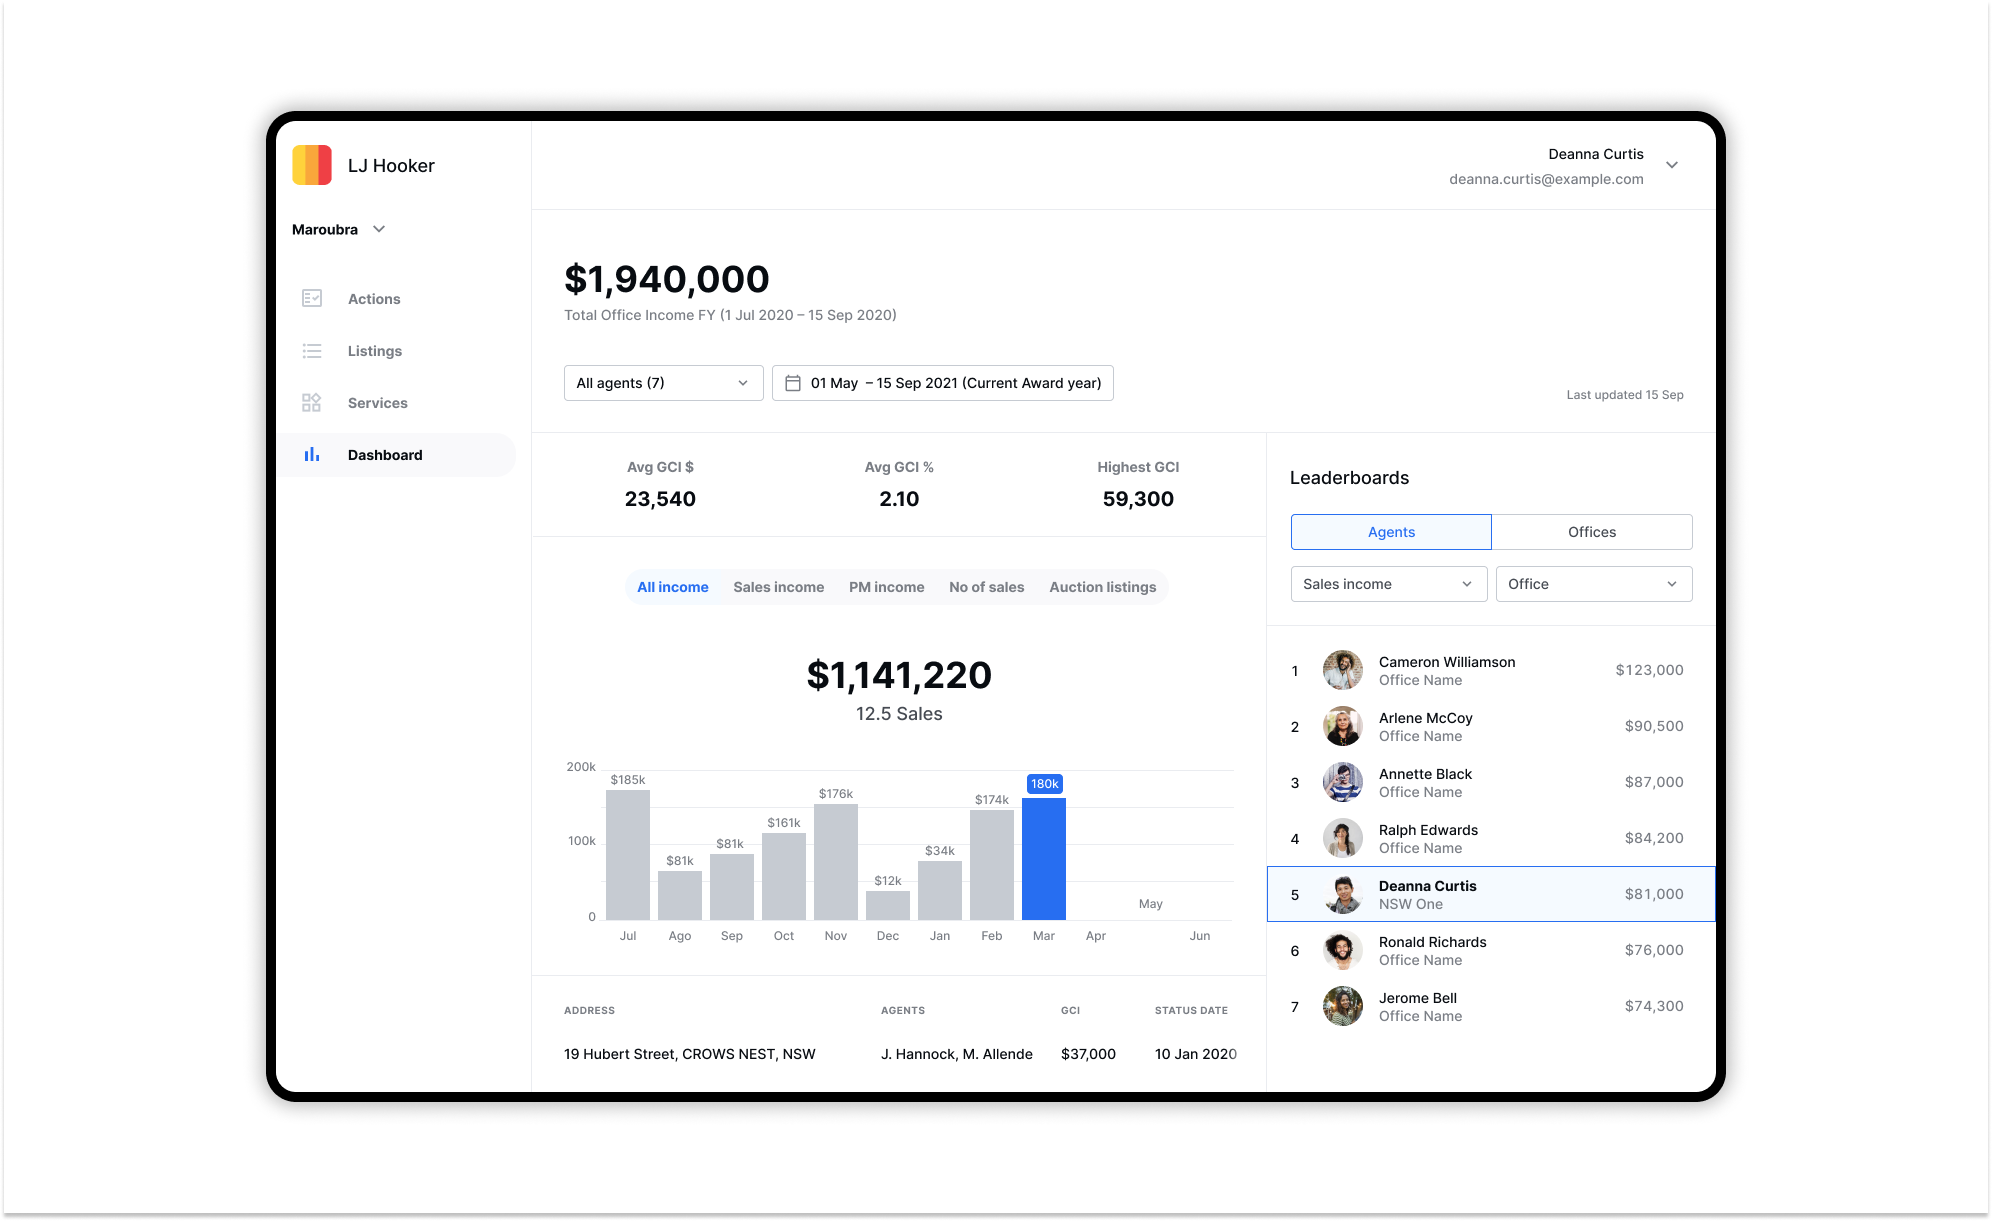 LJ Hooker
Maroubra
Actions
Listings
Services
Dashboard
Deanna Curtis
deanna.curtis@example.com
$1,940,000
Total Office Income FY (1 Jul 2020 – 15 Sep 2020)
All agents (7)
01 May – 15 Sep 2021 (Current Award year)
Last updated 15 Sep
Avg GCI $ Avg GCI % Highest GCI
23,540 2.10 59,300
All income Sales income PM income No of sales Auction listings
$1,141,220
12.5 Sales
200k
100k
0
$185k
$81k
$81k
$161k
$176k
$12k
$34k
$174k
180k
May
Jul Ago Sep Oct Nov Dec Jan Feb Mar Apr Jun
ADDRESS AGENTS GCI STATUS DATE
19 Hubert Street, CROWS NEST, NSW J. Hannock, M. Allende $37,000 10 Jan 2020
Leaderboards
Agents Offices
Sales income Office
1 Cameron Williamson $123,000
Office Name
2 Arlene McCoy $90,500
Office Name
3 Annette Black $87,000
Office Name
4 Ralph Edwards $84,200
Office Name
5 Deanna Curtis $81,000
NSW One
6 Ronald Richards $76,000
Office Name
7 Jerome Bell $74,300
Office Name